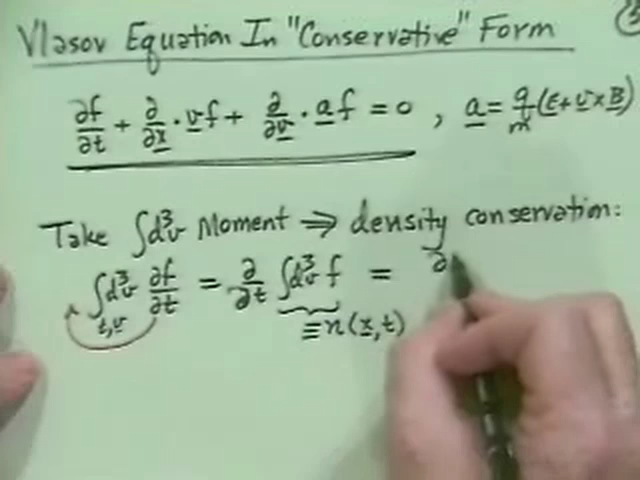 Vlasov Equation In "Conservative" Form
∂f/∂t + ∂/∂x · v f + ∂/∂v · a f = 0 , a = q/m (E + v × B)
Take ∫d³v Moment ⇒ density conservation:
∫d³v ∂f/∂t = ∂/∂t ∫d³v f = ∂
t,v ≡ n(x,t)